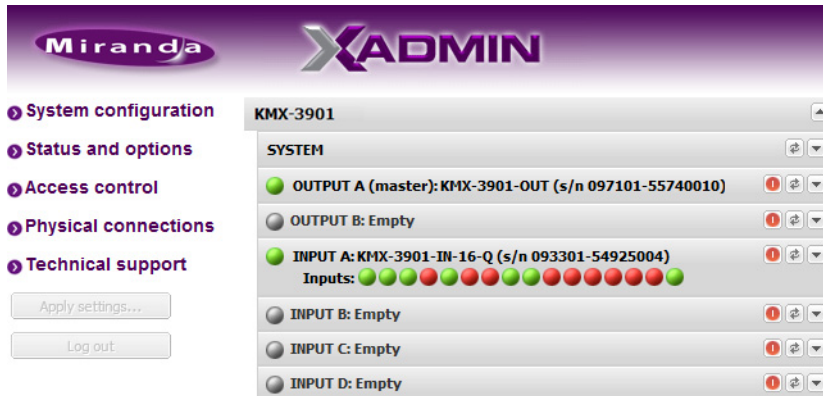 Miranda
XADMIN
System configuration
Status and options
Access control
Physical connections
Technical support
Apply settings...
Log out
KMX-3901
SYSTEM
OUTPUT A (master): KMX-3901-OUT (s/n 097101-55740010)
OUTPUT B: Empty
INPUT A: KMX-3901-IN-16-Q (s/n 093301-54925004)
Inputs:
INPUT B: Empty
INPUT C: Empty
INPUT D: Empty